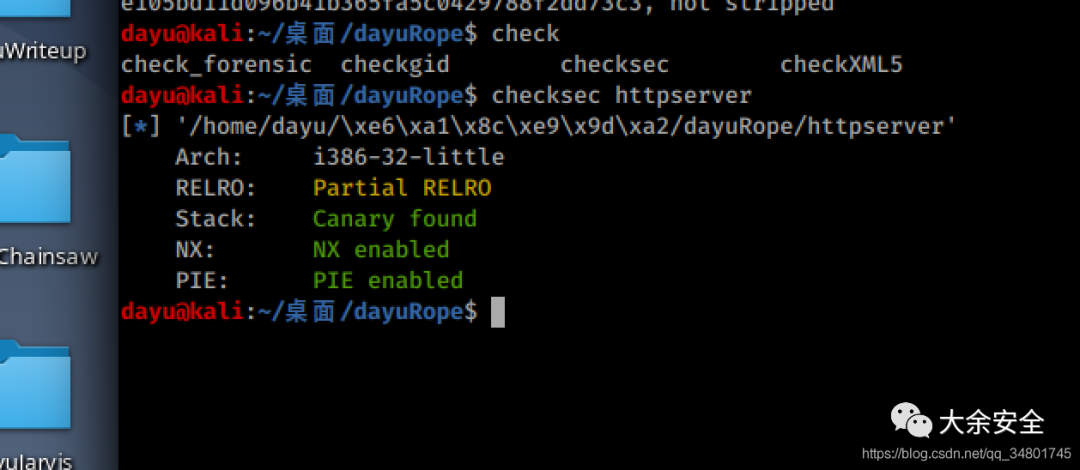 e105bd11d096b41b365fa5c0429788f2dd73c3, not stripped
dayu@kali:~/桌面/dayuRope$ check
check_forensic checkgid checksec checkXML5
dayu@kali:~/桌面/dayuRope$ checksec httpserver
[*] '/home/dayu/\xe6\xa1\x8c\xe9\x9d\xa2/dayuRope/httpserver'
Arch: i386-32-little
RELRO: Partial RELRO
Stack: Canary found
NX: NX enabled
PIE: PIE enabled
dayu@kali:~/桌面/dayuRope$
uWriteup
Chainsaw
yuJarvis
大余安全
https://blog.csdn.net/qq_34801745